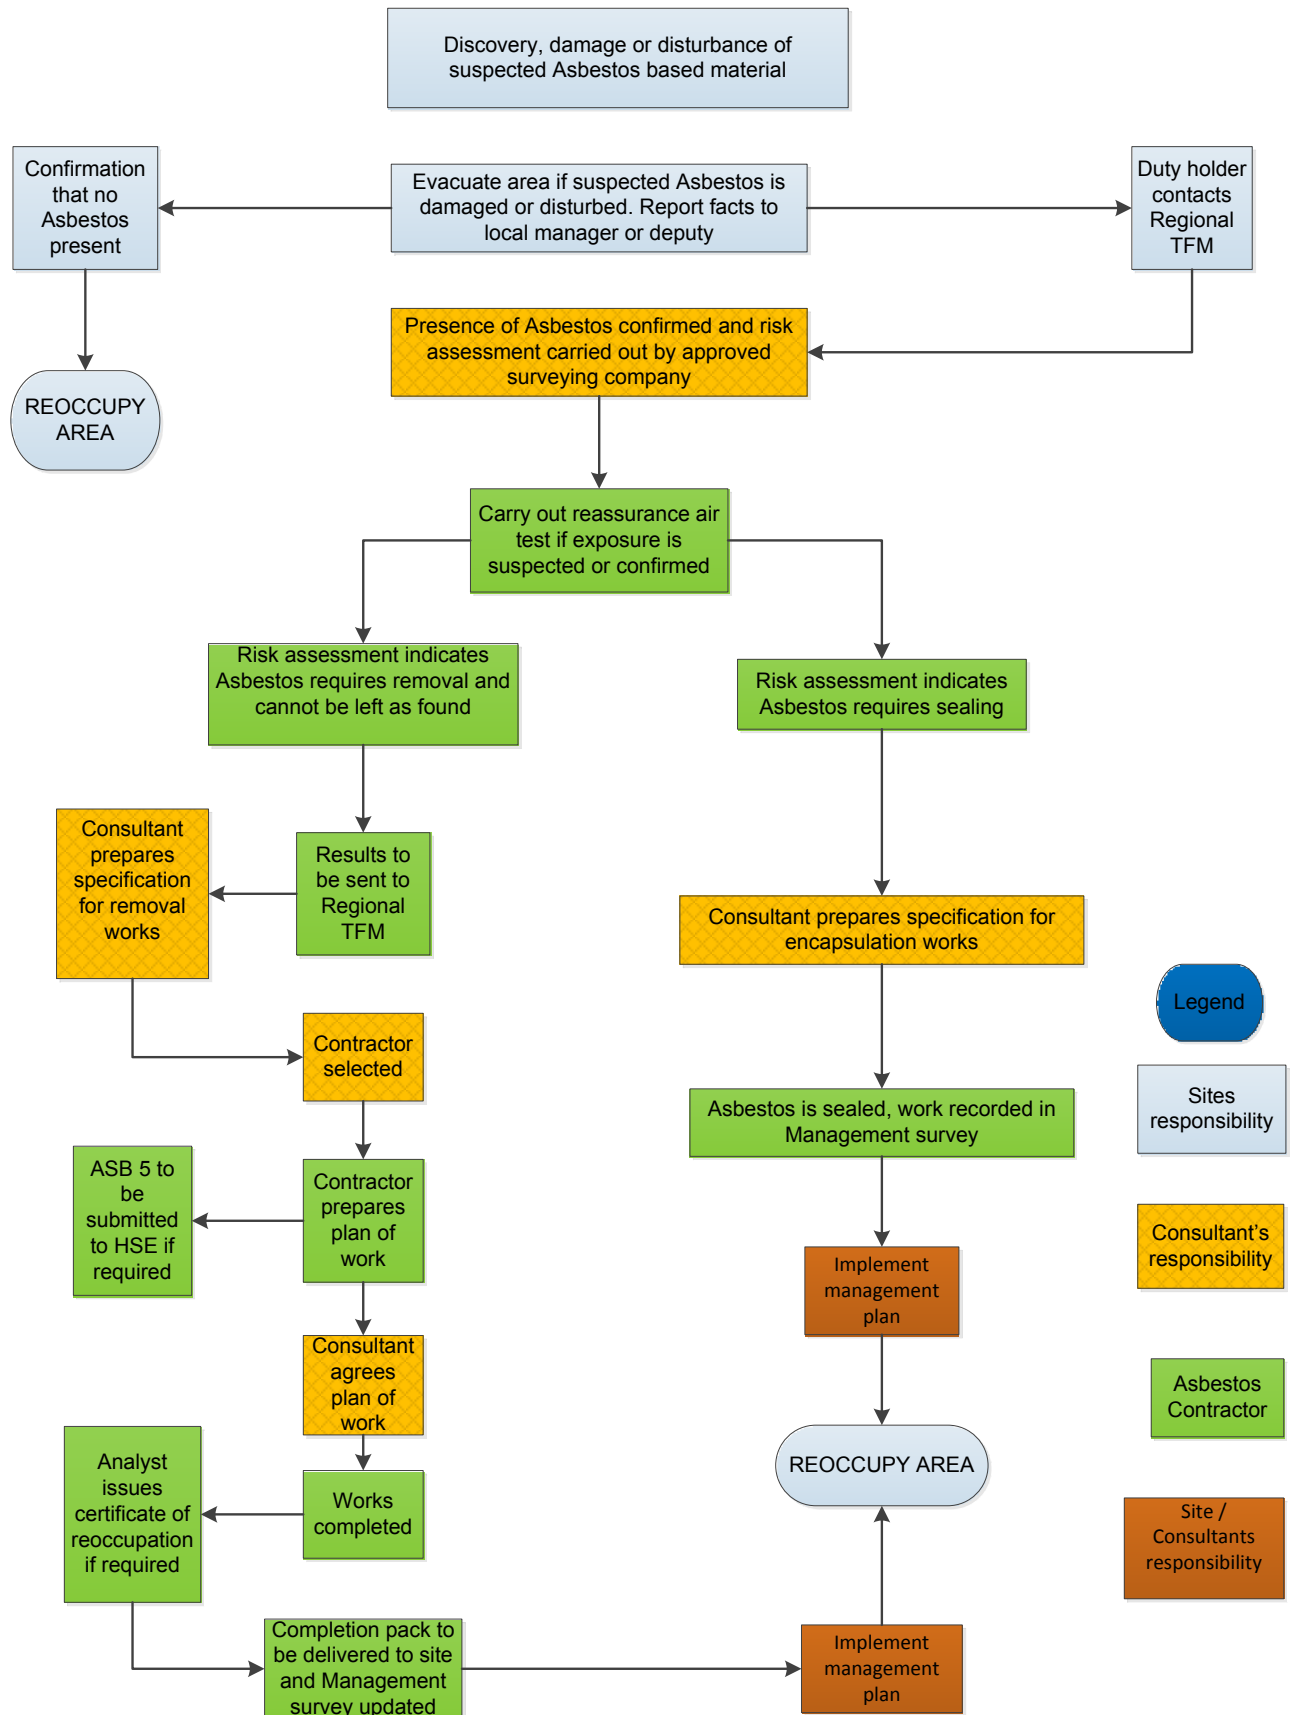 Discovery, damage or disturbance of
suspected Asbestos based material
Confirmation
that no
Asbestos
present
Evacuate area if suspected Asbestos is
damaged or disturbed. Report facts to
local manager or deputy
Duty holder
contacts
Regional
TFM
Presence of Asbestos confirmed and risk
assessment carried out by approved
surveying company
REOCCUPY
AREA
Carry out reassurance air
test if exposure is
suspected or confirmed
Risk assessment indicates
Asbestos requires removal and
cannot be left as found
Risk assessment indicates
Asbestos requires sealing
Consultant
prepares
specification
for removal
works
Results to
be sent to
Regional
TFM
Consultant prepares specification for
encapsulation works
Legend
Contractor
selected
Sites
responsibility
Asbestos is sealed, work recorded in
Management survey
ASB 5 to
be
submitted
to HSE if
required
Contractor
prepares
plan of
work
Consultant's
responsibility
Implement
management
plan
Consultant
agrees
plan of
work
Asbestos
Contractor
Analyst
issues
certificate of
reoccupation
if required
Works
completed
REOCCUPY AREA
Site /
Consultants
responsibility
Completion pack to
be delivered to site
and Management
survey updated
Implement
management
plan